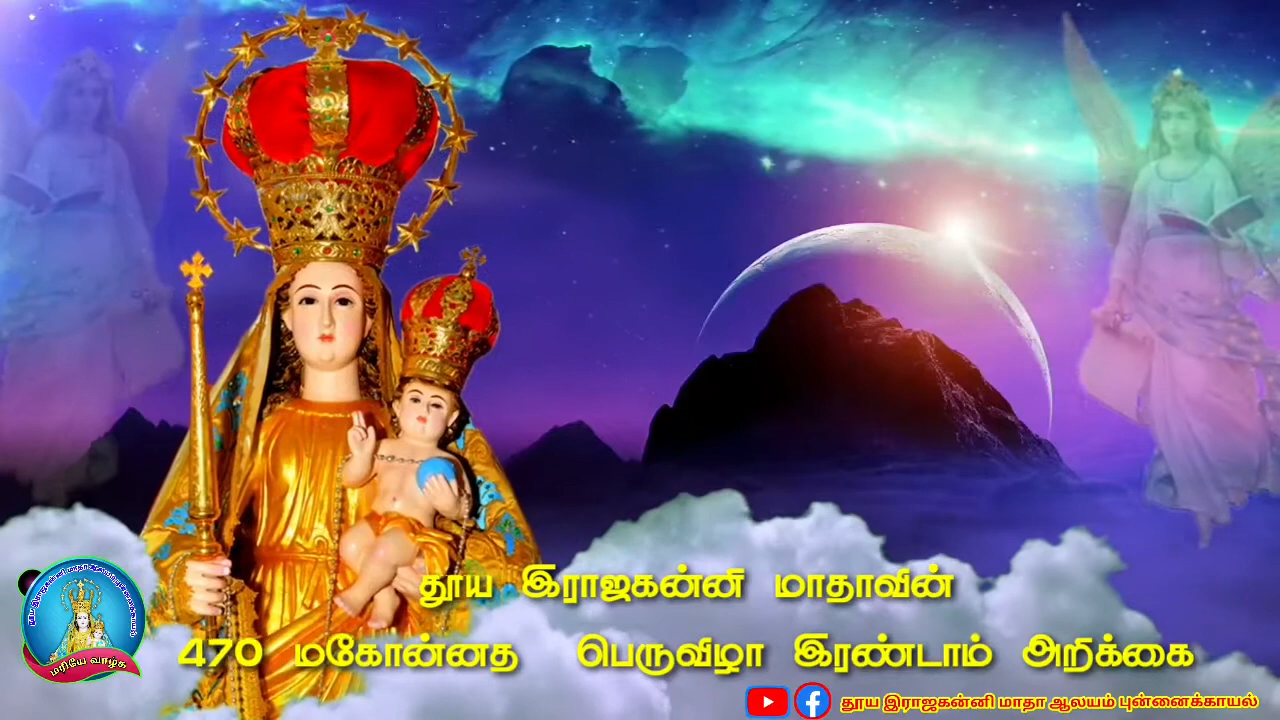 தூய இராஜகன்னி மாதாவின்
470 மகோன்னத பெருவிழா இரண்டாம் அறிக்கை
மரியே வாழ்க
தூய இராஜகன்னி மாதா ஆலயம் புன்னைக்காயல்